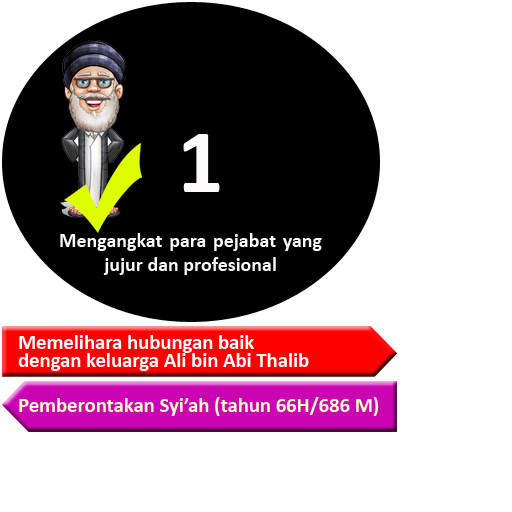 1
Mengangkat para pejabat yang
jujur dan profesional
Memelihara hubungan baik
dengan keluarga Ali bin Abi Thalib
Pemberontakan Syi’ah (tahun 66H/686 M)